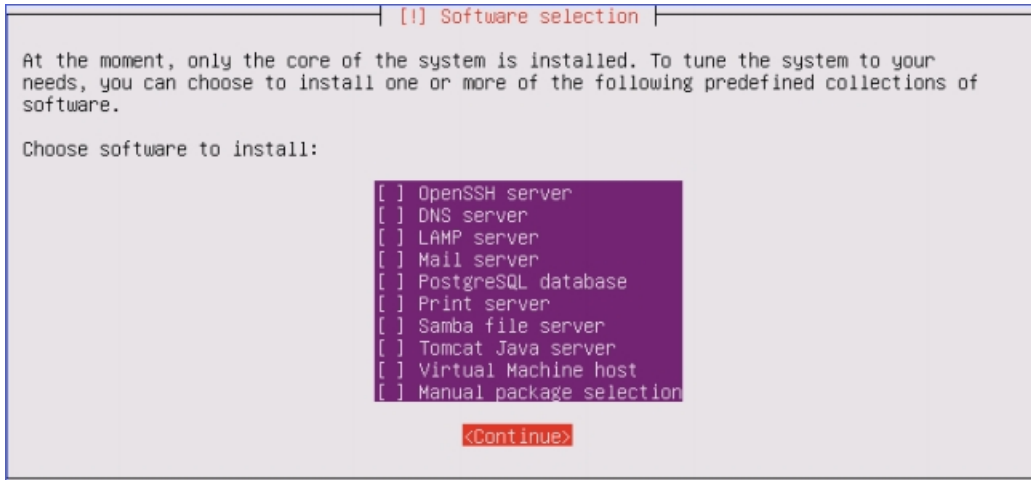 [!] Software selection
At the moment, only the core of the system is installed. To tune the system to your
needs, you can choose to install one or more of the following predefined collections of
software.
Choose software to install:
[ ] OpenSSH server
[ ] DNS server
[ ] LAMP server
[ ] Mail server
[ ] PostgreSQL database
[ ] Print server
[ ] Samba file server
[ ] Tomcat Java server
[ ] Virtual Machine host
[ ] Manual package selection
<Continue>